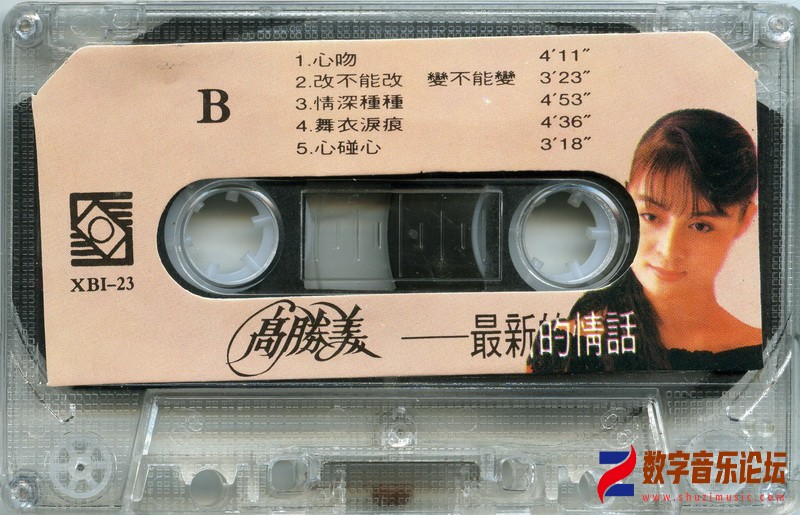 B
1.心吻 4'11"
2.改不能改 變不能變 3'23"
3.情深種種 4'53"
4.舞衣淚痕 4'36"
5.心碰心 3'18"
XBI-23
高勝美——最新的情話
数字音乐论坛
www.shuzimusic.com